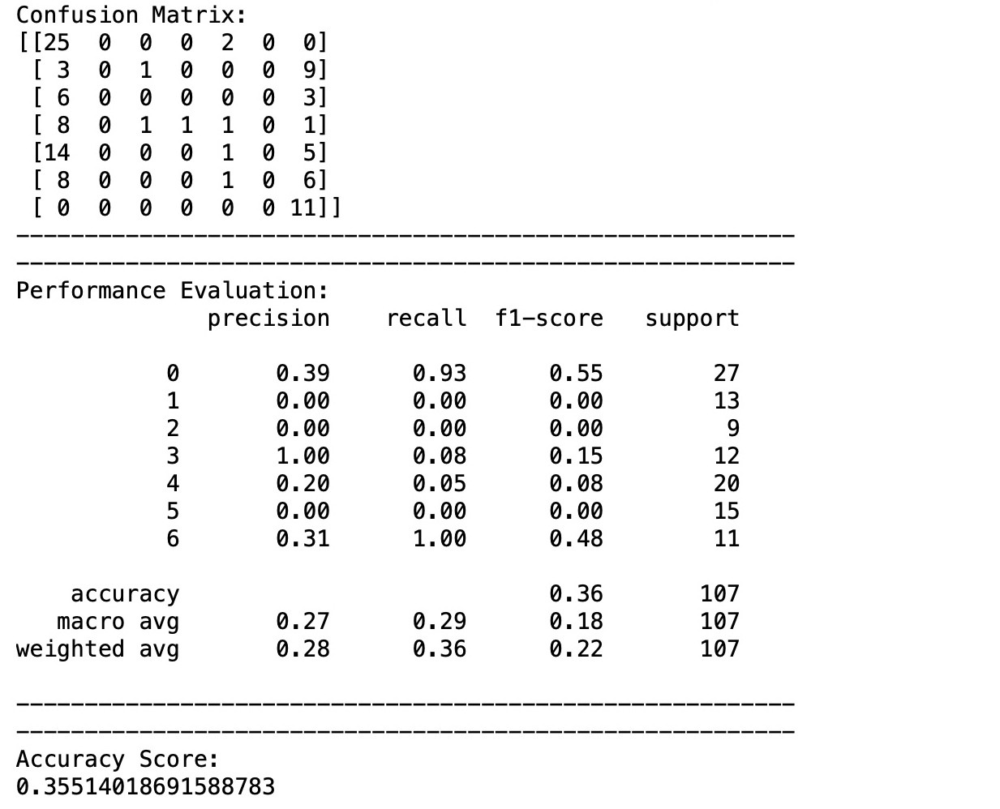 Confusion Matrix:
[[25  0  0  0  2  0  0]
 [ 3  0  1  0  0  0  9]
 [ 6  0  0  0  0  0  3]
 [ 8  0  1  1  1  0  1]
 [14  0  0  0  1  0  5]
 [ 8  0  0  0  1  0  6]
 [ 0  0  0  0  0  0 11]]
---------------------------------------------------------
---------------------------------------------------------
Performance Evaluation:
              precision    recall  f1-score   support

           0       0.39      0.93      0.55        27
           1       0.00      0.00      0.00        13
           2       0.00      0.00      0.00         9
           3       1.00      0.08      0.15        12
           4       0.20      0.05      0.08        20
           5       0.00      0.00      0.00        15
           6       0.31      1.00      0.48        11

    accuracy                           0.36       107
   macro avg       0.27      0.29      0.18       107
weighted avg       0.28      0.36      0.22       107

---------------------------------------------------------
---------------------------------------------------------
Accuracy Score:
0.35514018691588783